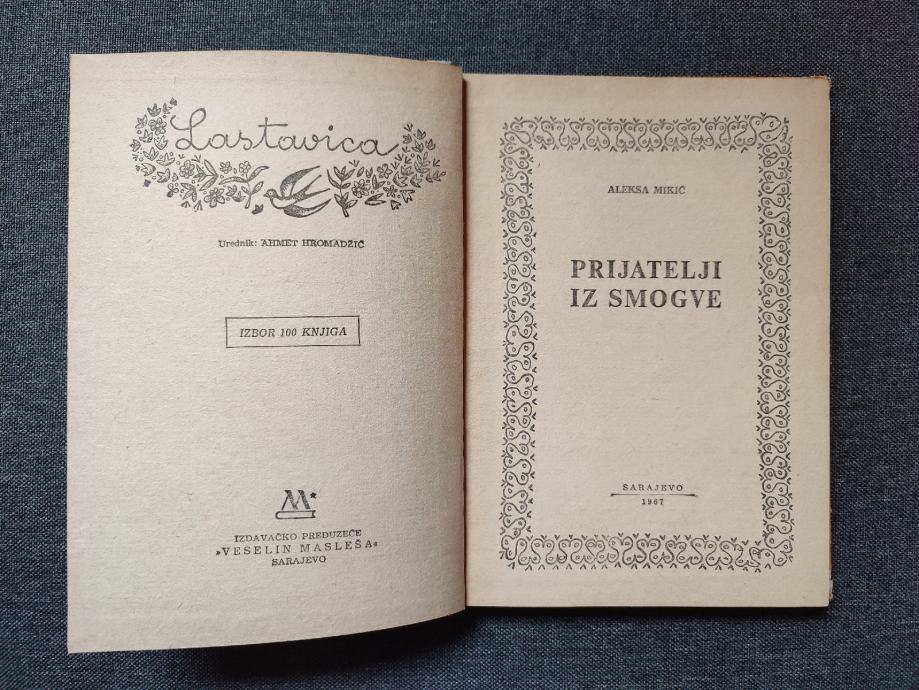 Lastavica
Urednik: AHMET HROMADŽIĆ
IZBOR 100 KNJIGA
IZDAVAČKO PREDUZEĆE
»VESELIN MASLEŠA«
SARAJEVO
ALEKSA MIKIĆ
PRIJATELJI
IZ SMOGVE
SARAJEVO
1967